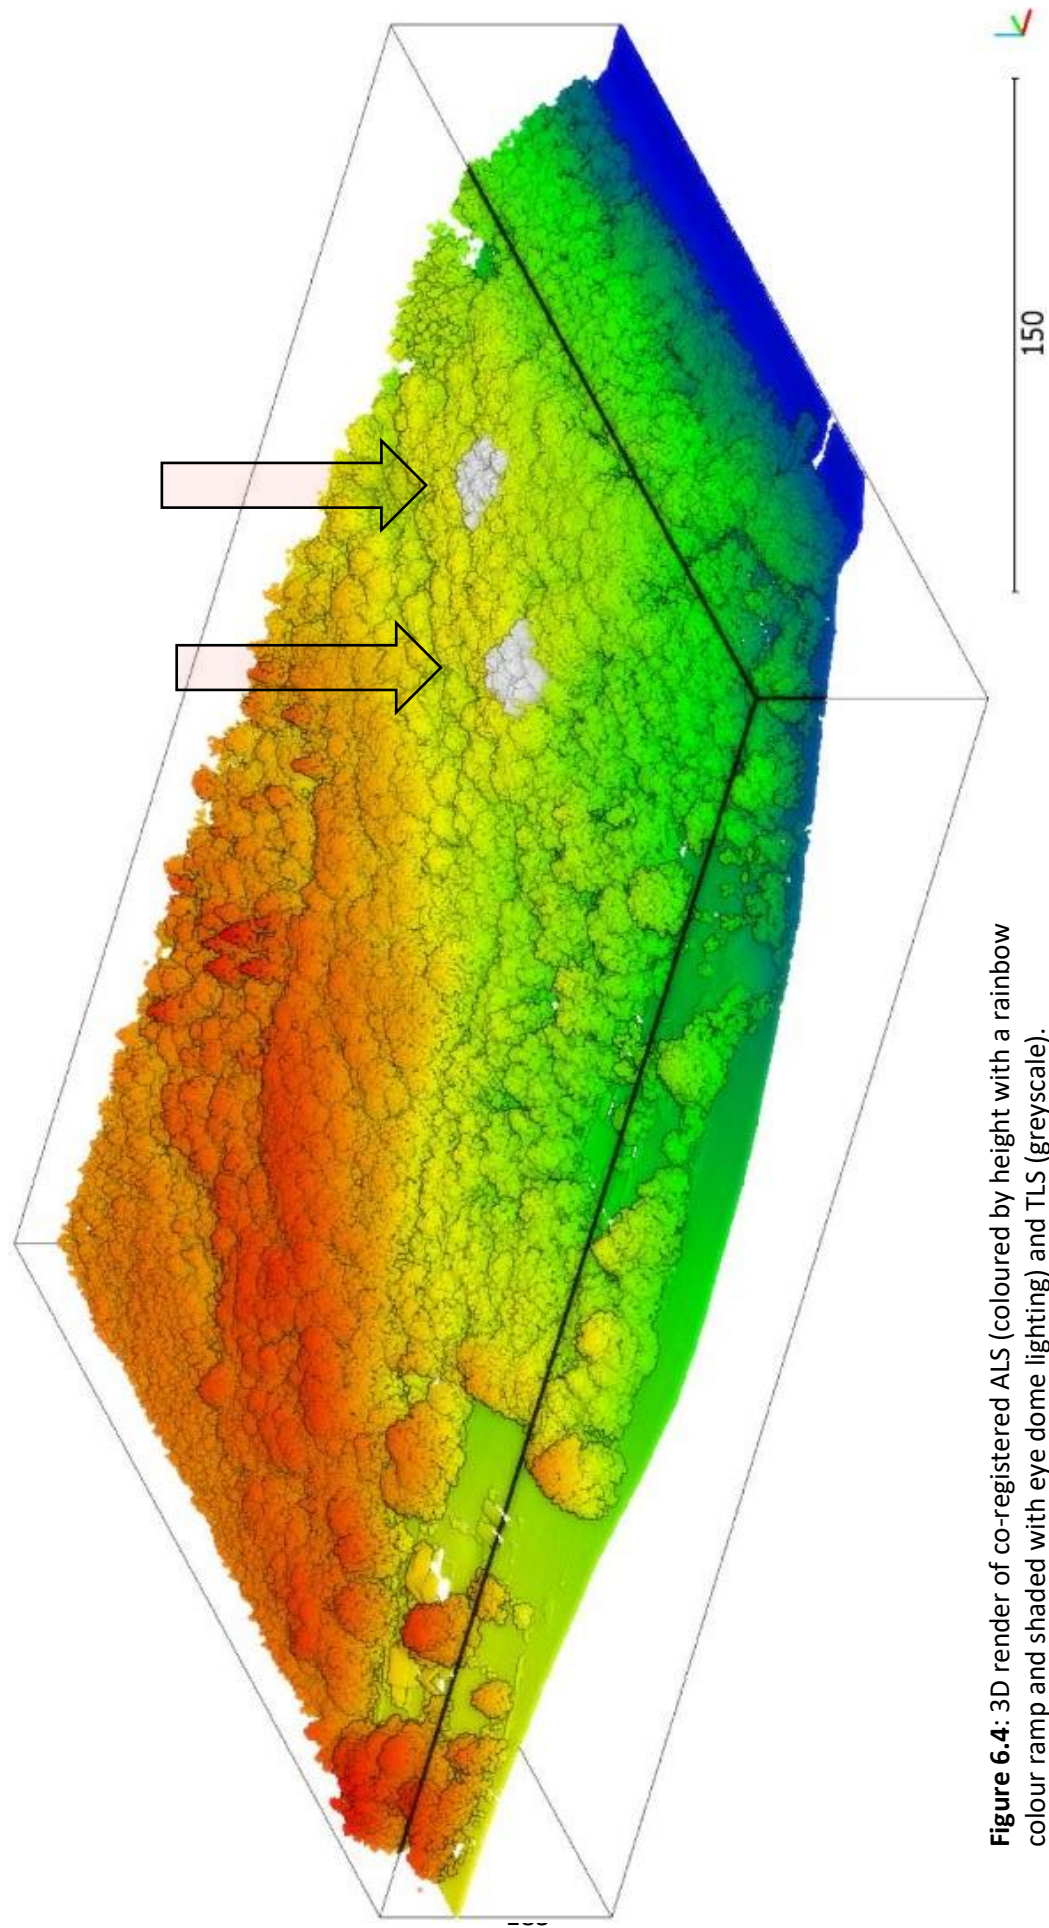 150
Figure 6.4: 3D render of co-registered ALS (coloured by height with a rainbow
colour ramp and shaded with eye dome lighting) and TLS (greyscale).